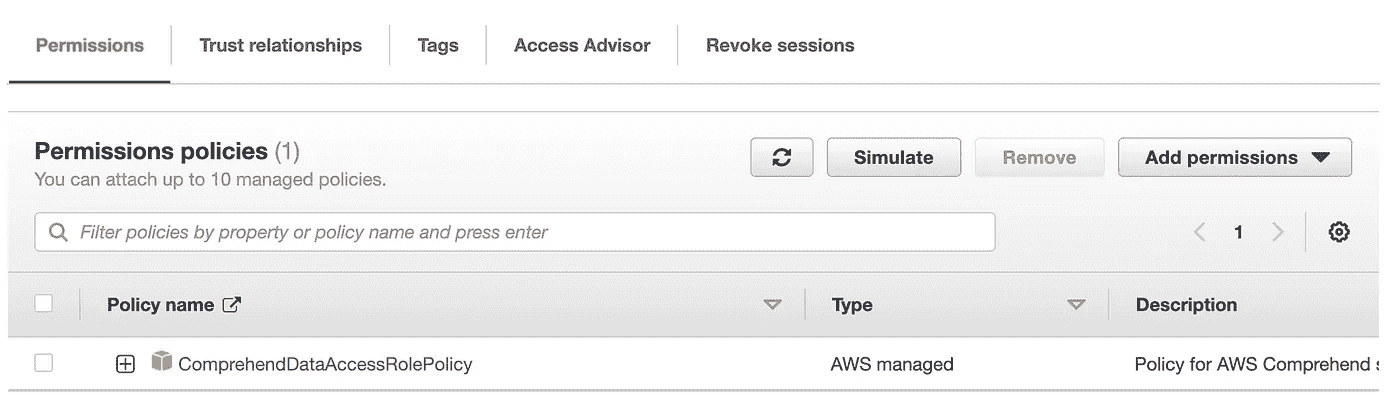 Permissions Trust relationships Tags Access Advisor Revoke sessions
Permissions policies (1)
Simulate Remove Add permissions
You can attach up to 10 managed policies.
Filter policies by property or policy name and press enter
1
Policy name Type Description
ComprehendDataAccessRolePolicy AWS managed Policy for AWS Comprehend